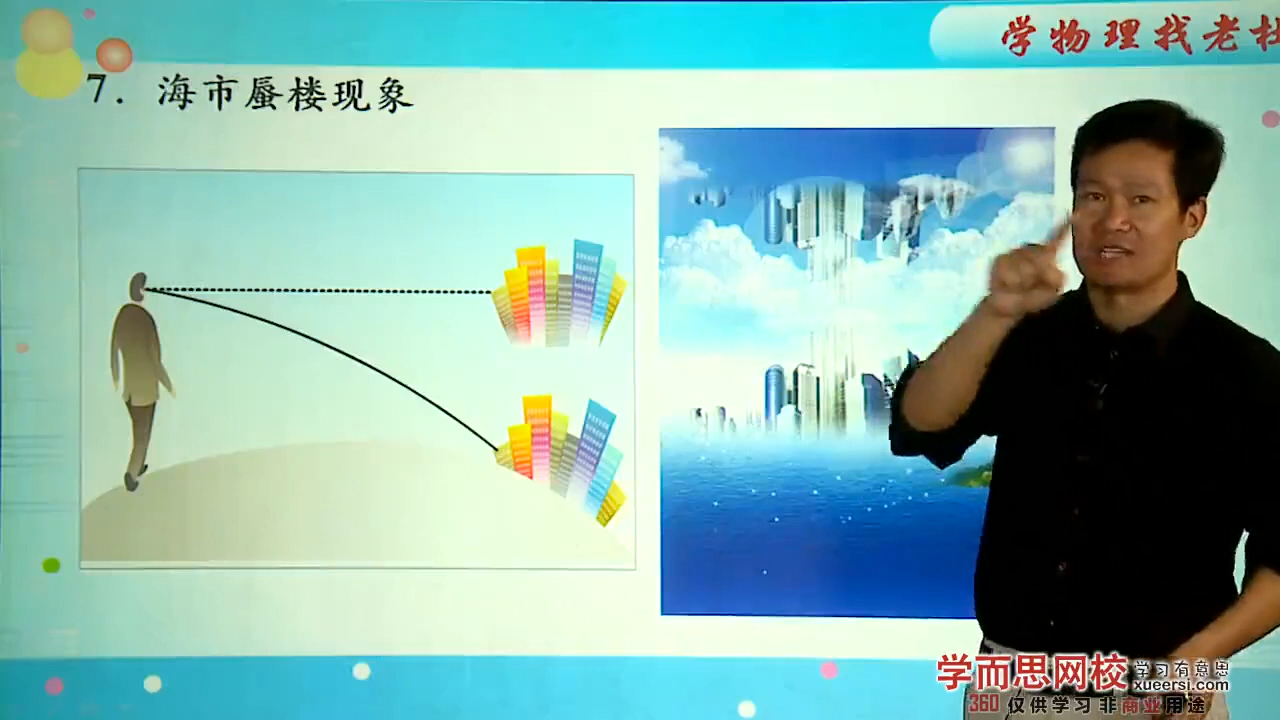 学物理找老杜
7. 海市蜃楼现象
学而思网校 学习有意思
xueersi.com
360 仅供学习 非商业用途